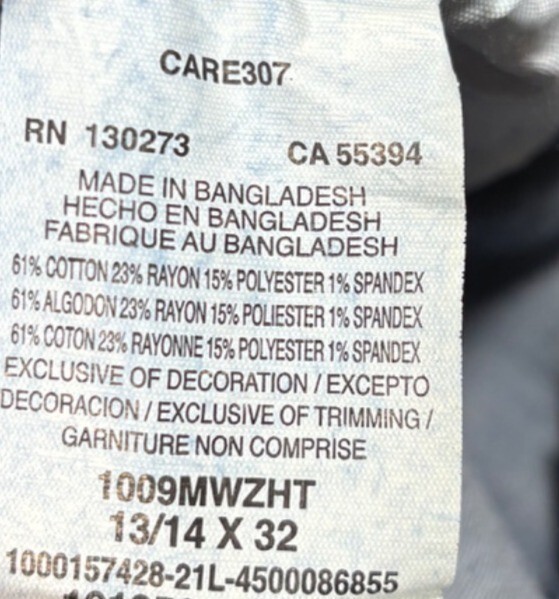 CARE307
RN 130273 CA 55394
MADE IN BANGLADESH
HECHO EN BANGLADESH
FABRIQUE AU BANGLADESH
61% COTTON 23% RAYON 15% POLYESTER 1% SPANDEX
61% ALGODON 23% RAYON 15% POLIESTER 1% SPANDEX
61% COTON 23% RAYONNE 15% POLYESTER 1% SPANDEX
EXCLUSIVE OF DECORATION / EXCEPTO
DECORACION / EXCLUSIVE OF TRIMMING /
GARNITURE NON COMPRISE
1009MWZHT
13/14 X 32
1000157428-21L-4500086855